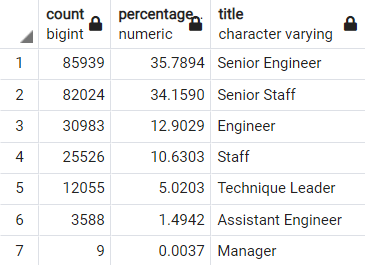 count percentage.. title
bigint numeric character varying
1 85939 35.7894 Senior Engineer
2 82024 34.1590 Senior Staff
3 30983 12.9029 Engineer
4 25526 10.6303 Staff
5 12055 5.0203 Technique Leader
6 3588 1.4942 Assistant Engineer
7 9 0.0037 Manager